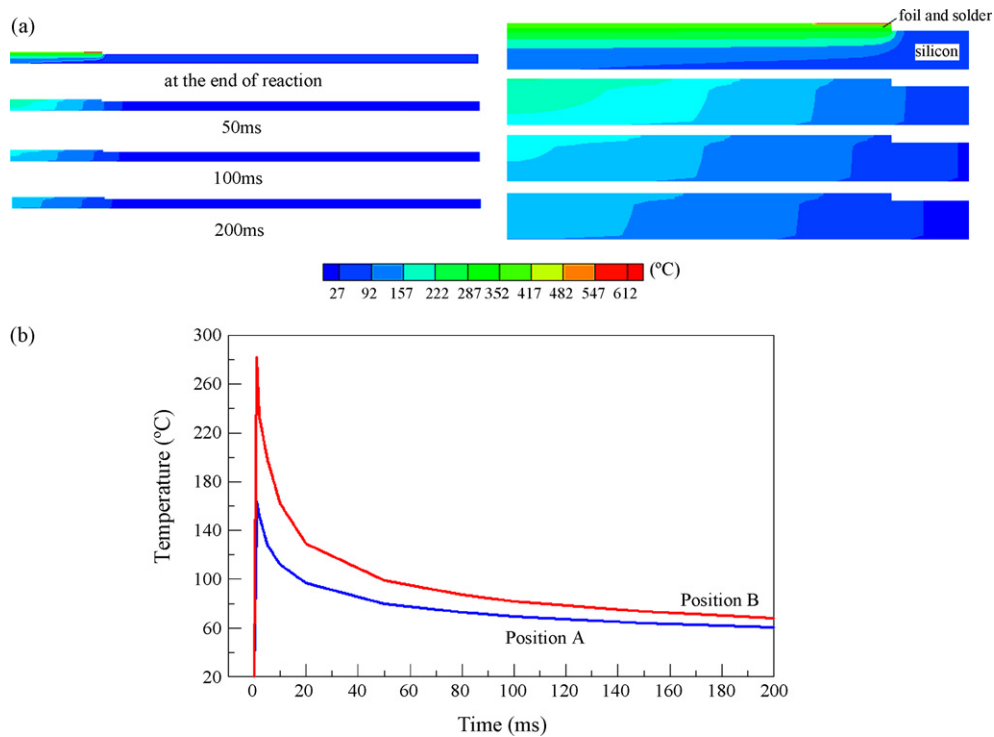 (a)
foil and solder
silicon
at the end of reaction
50ms
100ms
200ms
(ºC)
27 92 157 222 287 352 417 482 547 612
(b)
300
260
220
180
140
100
60
20
Temperature (ºC)
Position B
Position A
0 20 40 60 80 100 120 140 160 180 200
Time (ms)